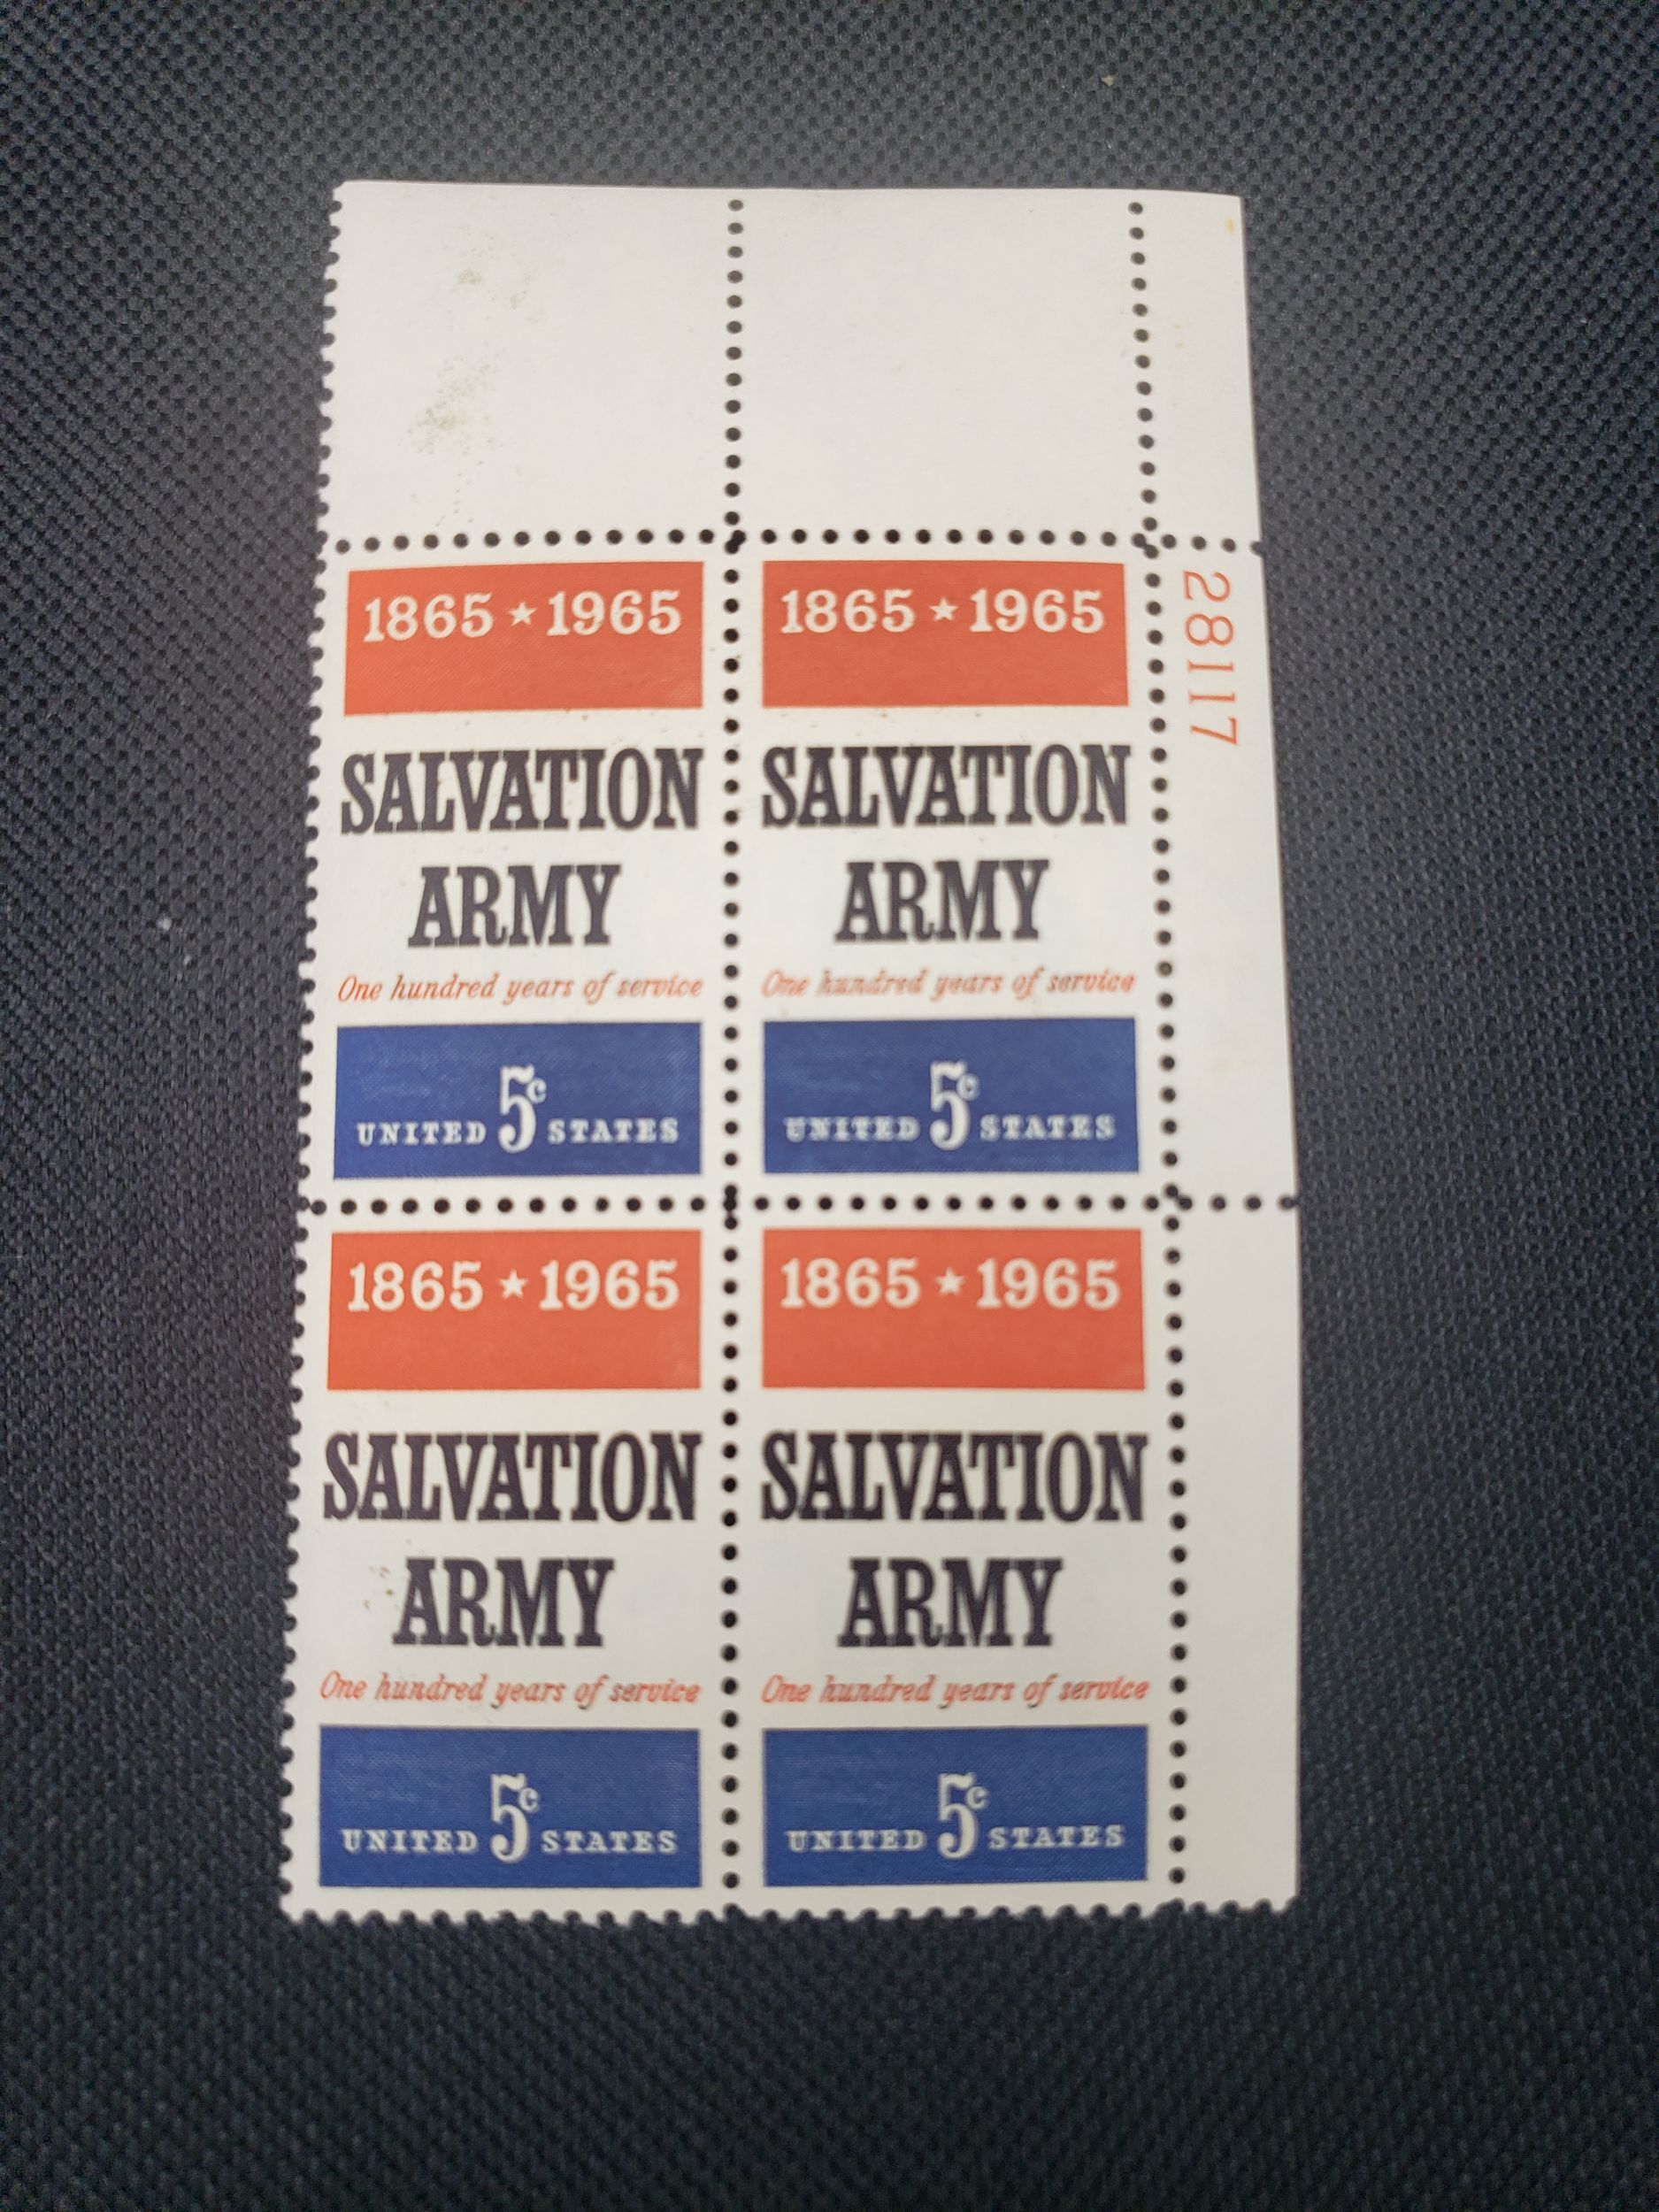 1865 ★ 1965
SALVATION
ARMY
One hundred years of service
UNITED 5c STATES
1865 ★ 1965
SALVATION
ARMY
One hundred years of service
UNITED 5c STATES
28117
1865 ★ 1965
SALVATION
ARMY
One hundred years of service
UNITED 5c STATES
1865 ★ 1965
SALVATION
ARMY
One hundred years of service
UNITED 5c STATES